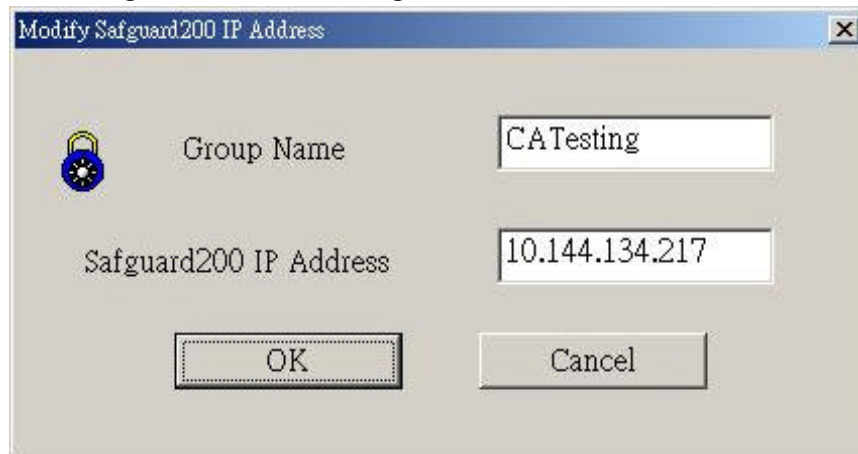 Modify Safguard200 IP Address
Group Name
CATesting
Safguard200 IP Address
10.144.134.217
OK
Cancel